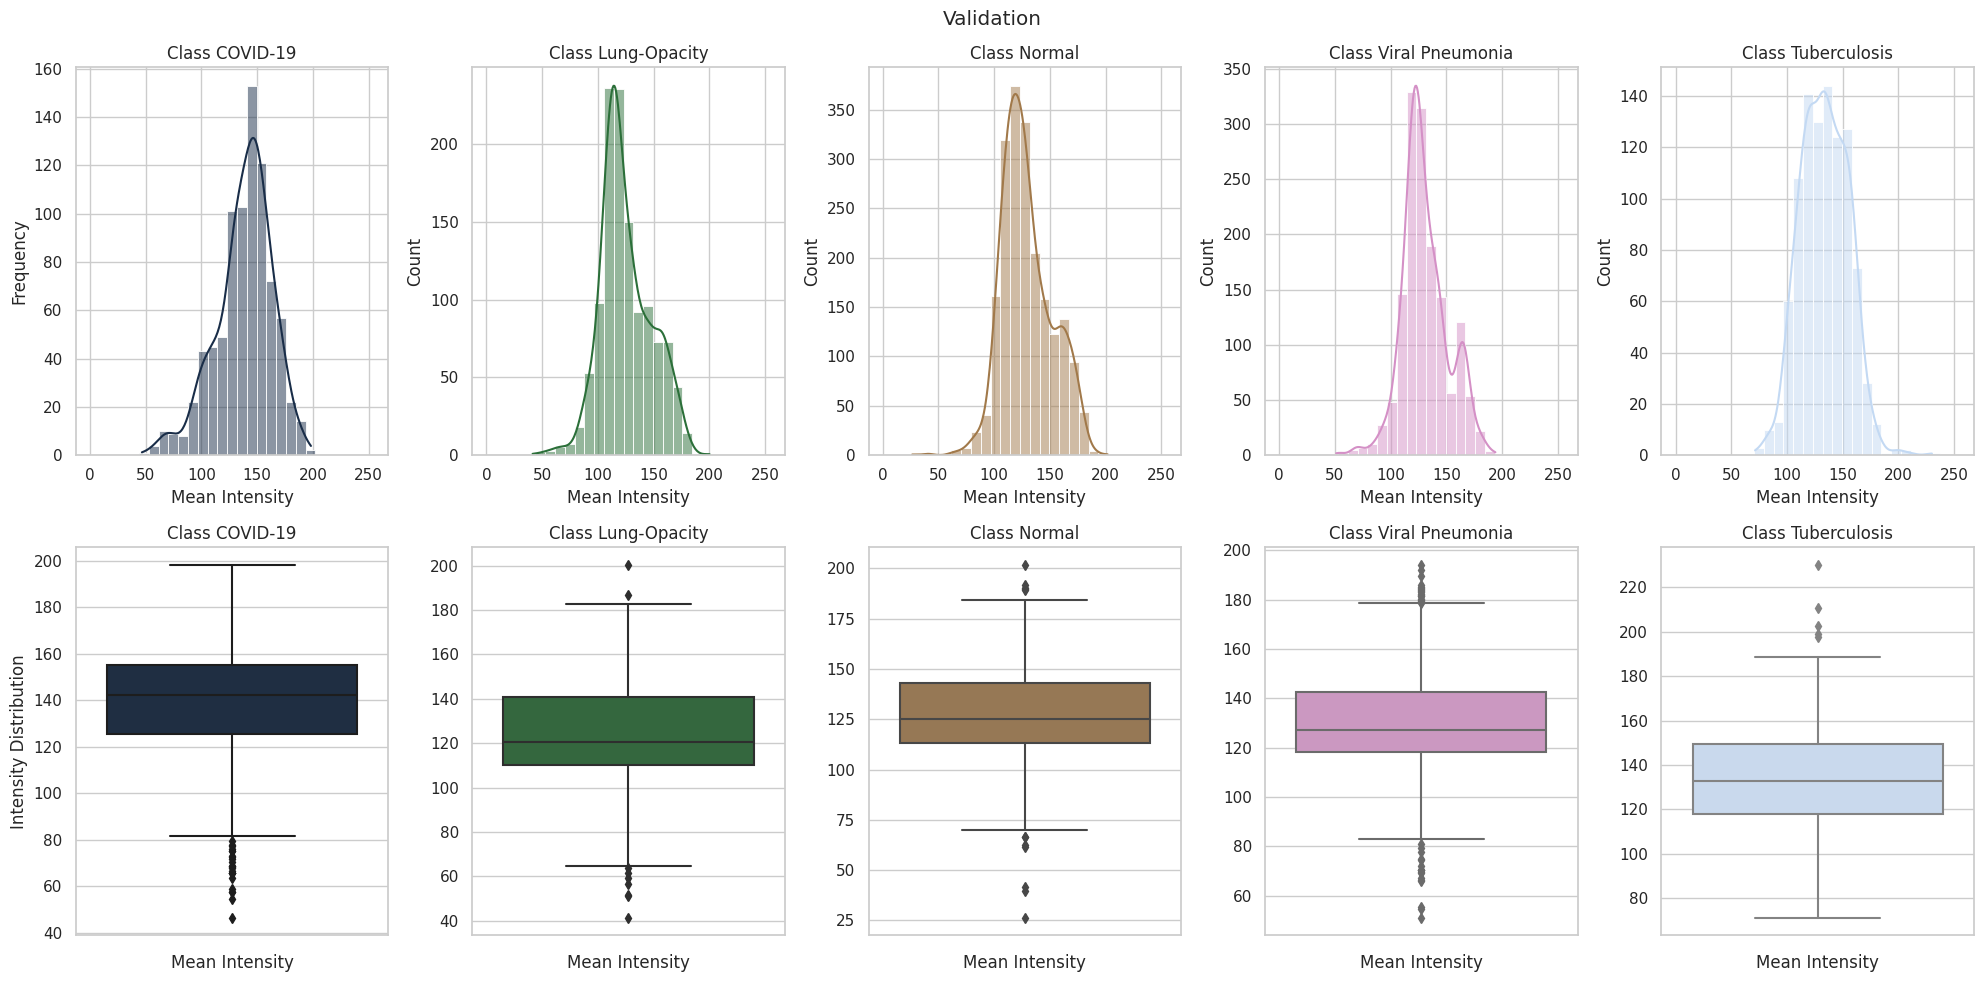 Validation
Class COVID-19
Class Lung-Opacity
Class Normal
Class Viral Pneumonia
Class Tuberculosis
Frequency
160
140
120
100
80
60
40
20
0
0 50 100 150 200 250
Mean Intensity
Count
200
150
100
50
0
0 50 100 150 200 250
Mean Intensity
Count
350
300
250
200
150
100
50
0
0 50 100 150 200 250
Mean Intensity
Count
350
300
250
200
150
100
50
0
0 50 100 150 200 250
Mean Intensity
Count
140
120
100
80
60
40
20
0
0 50 100 150 200 250
Mean Intensity
Class COVID-19
Intensity Distribution
200
180
160
140
120
100
80
60
40
Mean Intensity
Class Lung-Opacity
200
180
160
140
120
100
80
60
40
Mean Intensity
Class Normal
200
175
150
125
100
75
50
25
Mean Intensity
Class Viral Pneumonia
200
180
160
140
120
100
80
60
Mean Intensity
Class Tuberculosis
220
200
180
160
140
120
100
80
Mean Intensity